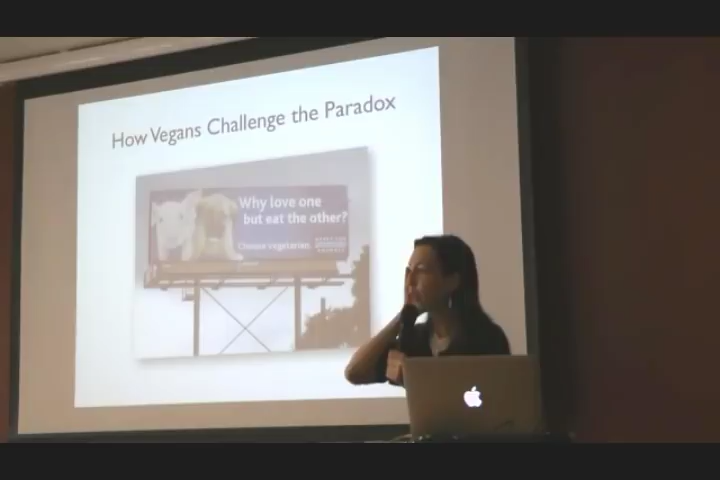 How Vegans Challenge the Paradox
Why love one
but eat the other?
Choose vegetarian.